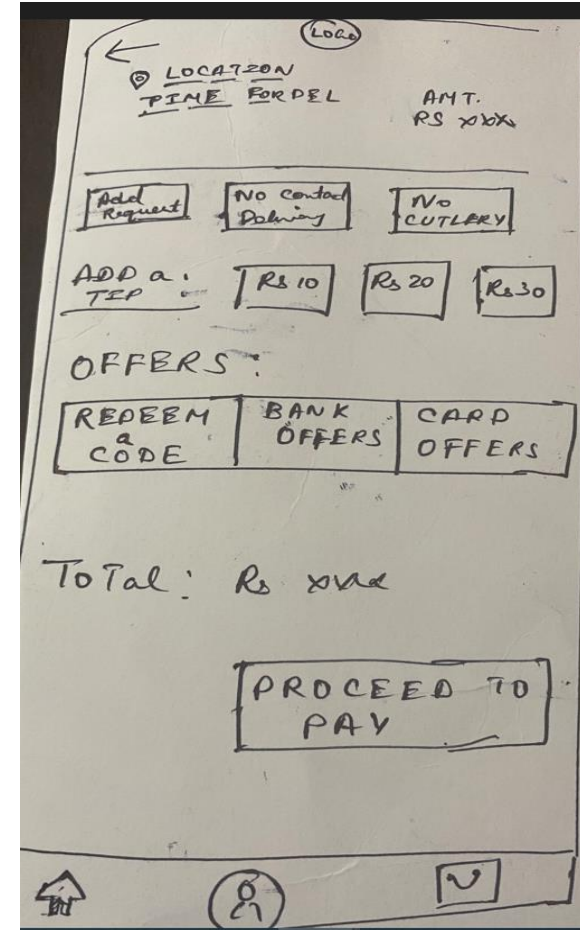 LOGO
LOCATION
TIME FOR DEL
AMT.
RS xxx
Add Request
No Contact Delivery
No CUTLERY
ADD a TIP :
Rs 10
Rs 20
Rs 30
OFFERS :
REDEEM a CODE
BANK OFFERS
CARD OFFERS
Total : Rs xxxx
PROCEED TO
PAY